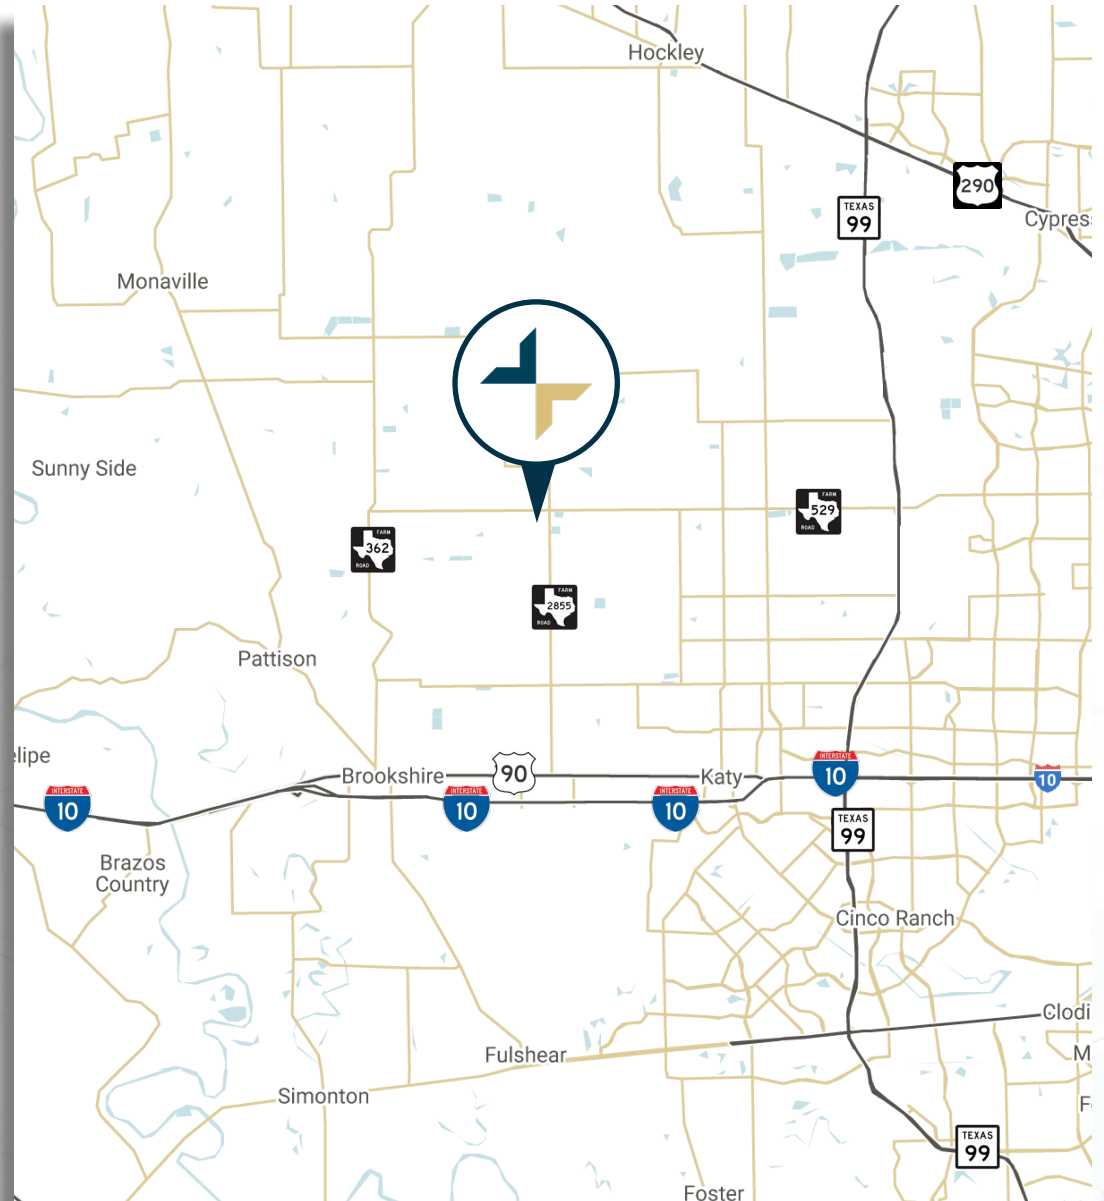 Hockley
290
TEXAS
99
Cypres
Monaville
Sunny Side
FARM
529
ROAD
FARM
362
ROAD
FARM
2855
ROAD
Pattison
elipe
Brookshire
90
Katy
INTERSTATE
10
10
INTERSTATE
10
INTERSTATE
10
INTERSTATE
10
TEXAS
99
Brazos
Country
Cinco Ranch
Clodi
Fulshear
M
Simonton
F
TEXAS
99
Foster